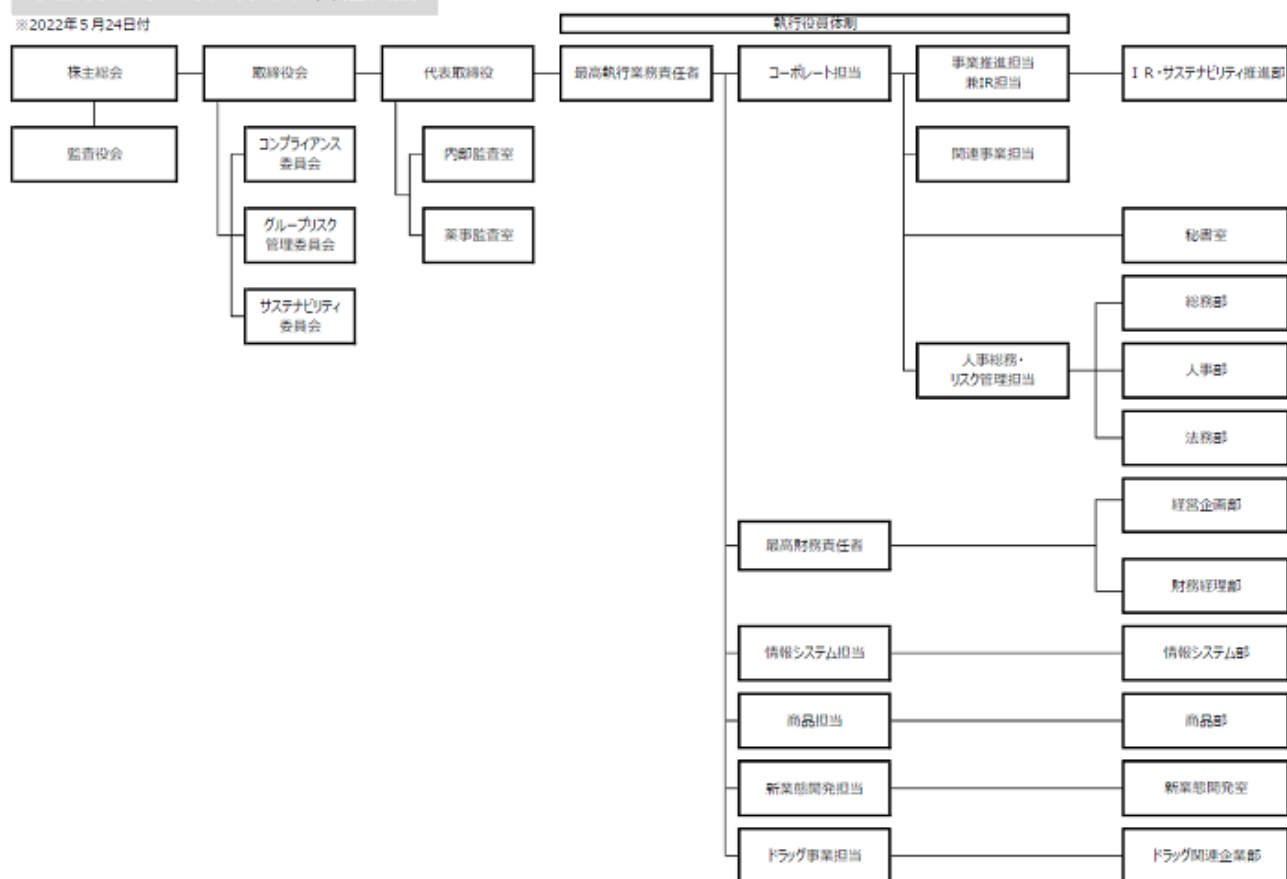 ※2022年5月24日付
執行役員体制
株主総会
取締役会
代表取締役
最高執行業務責任者
コーポレート担当
事業推進担当
兼IR担当
IR・サステナビリティ推進部
監査役会
コンプライアンス
委員会
内部監査室
関連事業担当
グループリスク
管理委員会
薬事監査室
秘書室
サステナビリティ
委員会
総務部
人事総務・
リスク管理担当
人事部
法務部
経営企画部
最高財務責任者
財務経理部
情報システム担当
情報システム部
商品担当
商品部
新業態開発担当
新業態開発室
ドラッグ事業担当
ドラッグ関連企業部